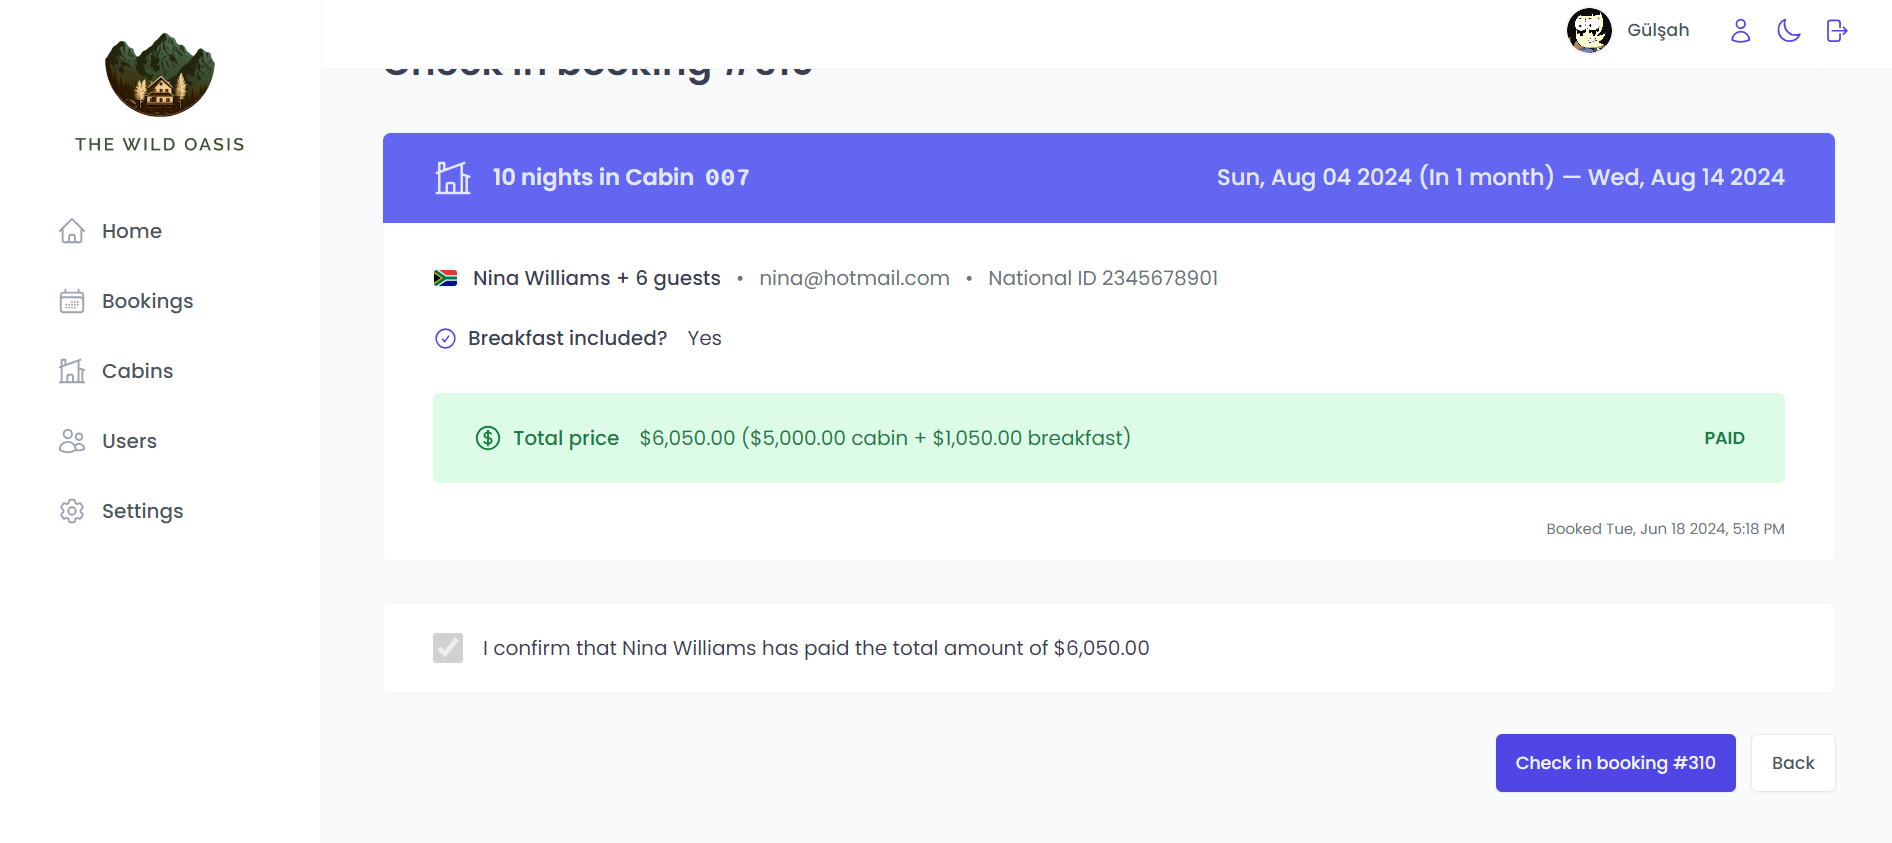 THE WILD OASIS
Home
Bookings
Cabins
Users
Settings
Gülşah
Check in booking #310
10 nights in Cabin 007
Sun, Aug 04 2024 (In 1 month) — Wed, Aug 14 2024
Nina Williams + 6 guests • nina@hotmail.com • National ID 2345678901
Breakfast included? Yes
Total price $6,050.00 ($5,000.00 cabin + $1,050.00 breakfast)
PAID
Booked Tue, Jun 18 2024, 5:18 PM
I confirm that Nina Williams has paid the total amount of $6,050.00
Check in booking #310
Back